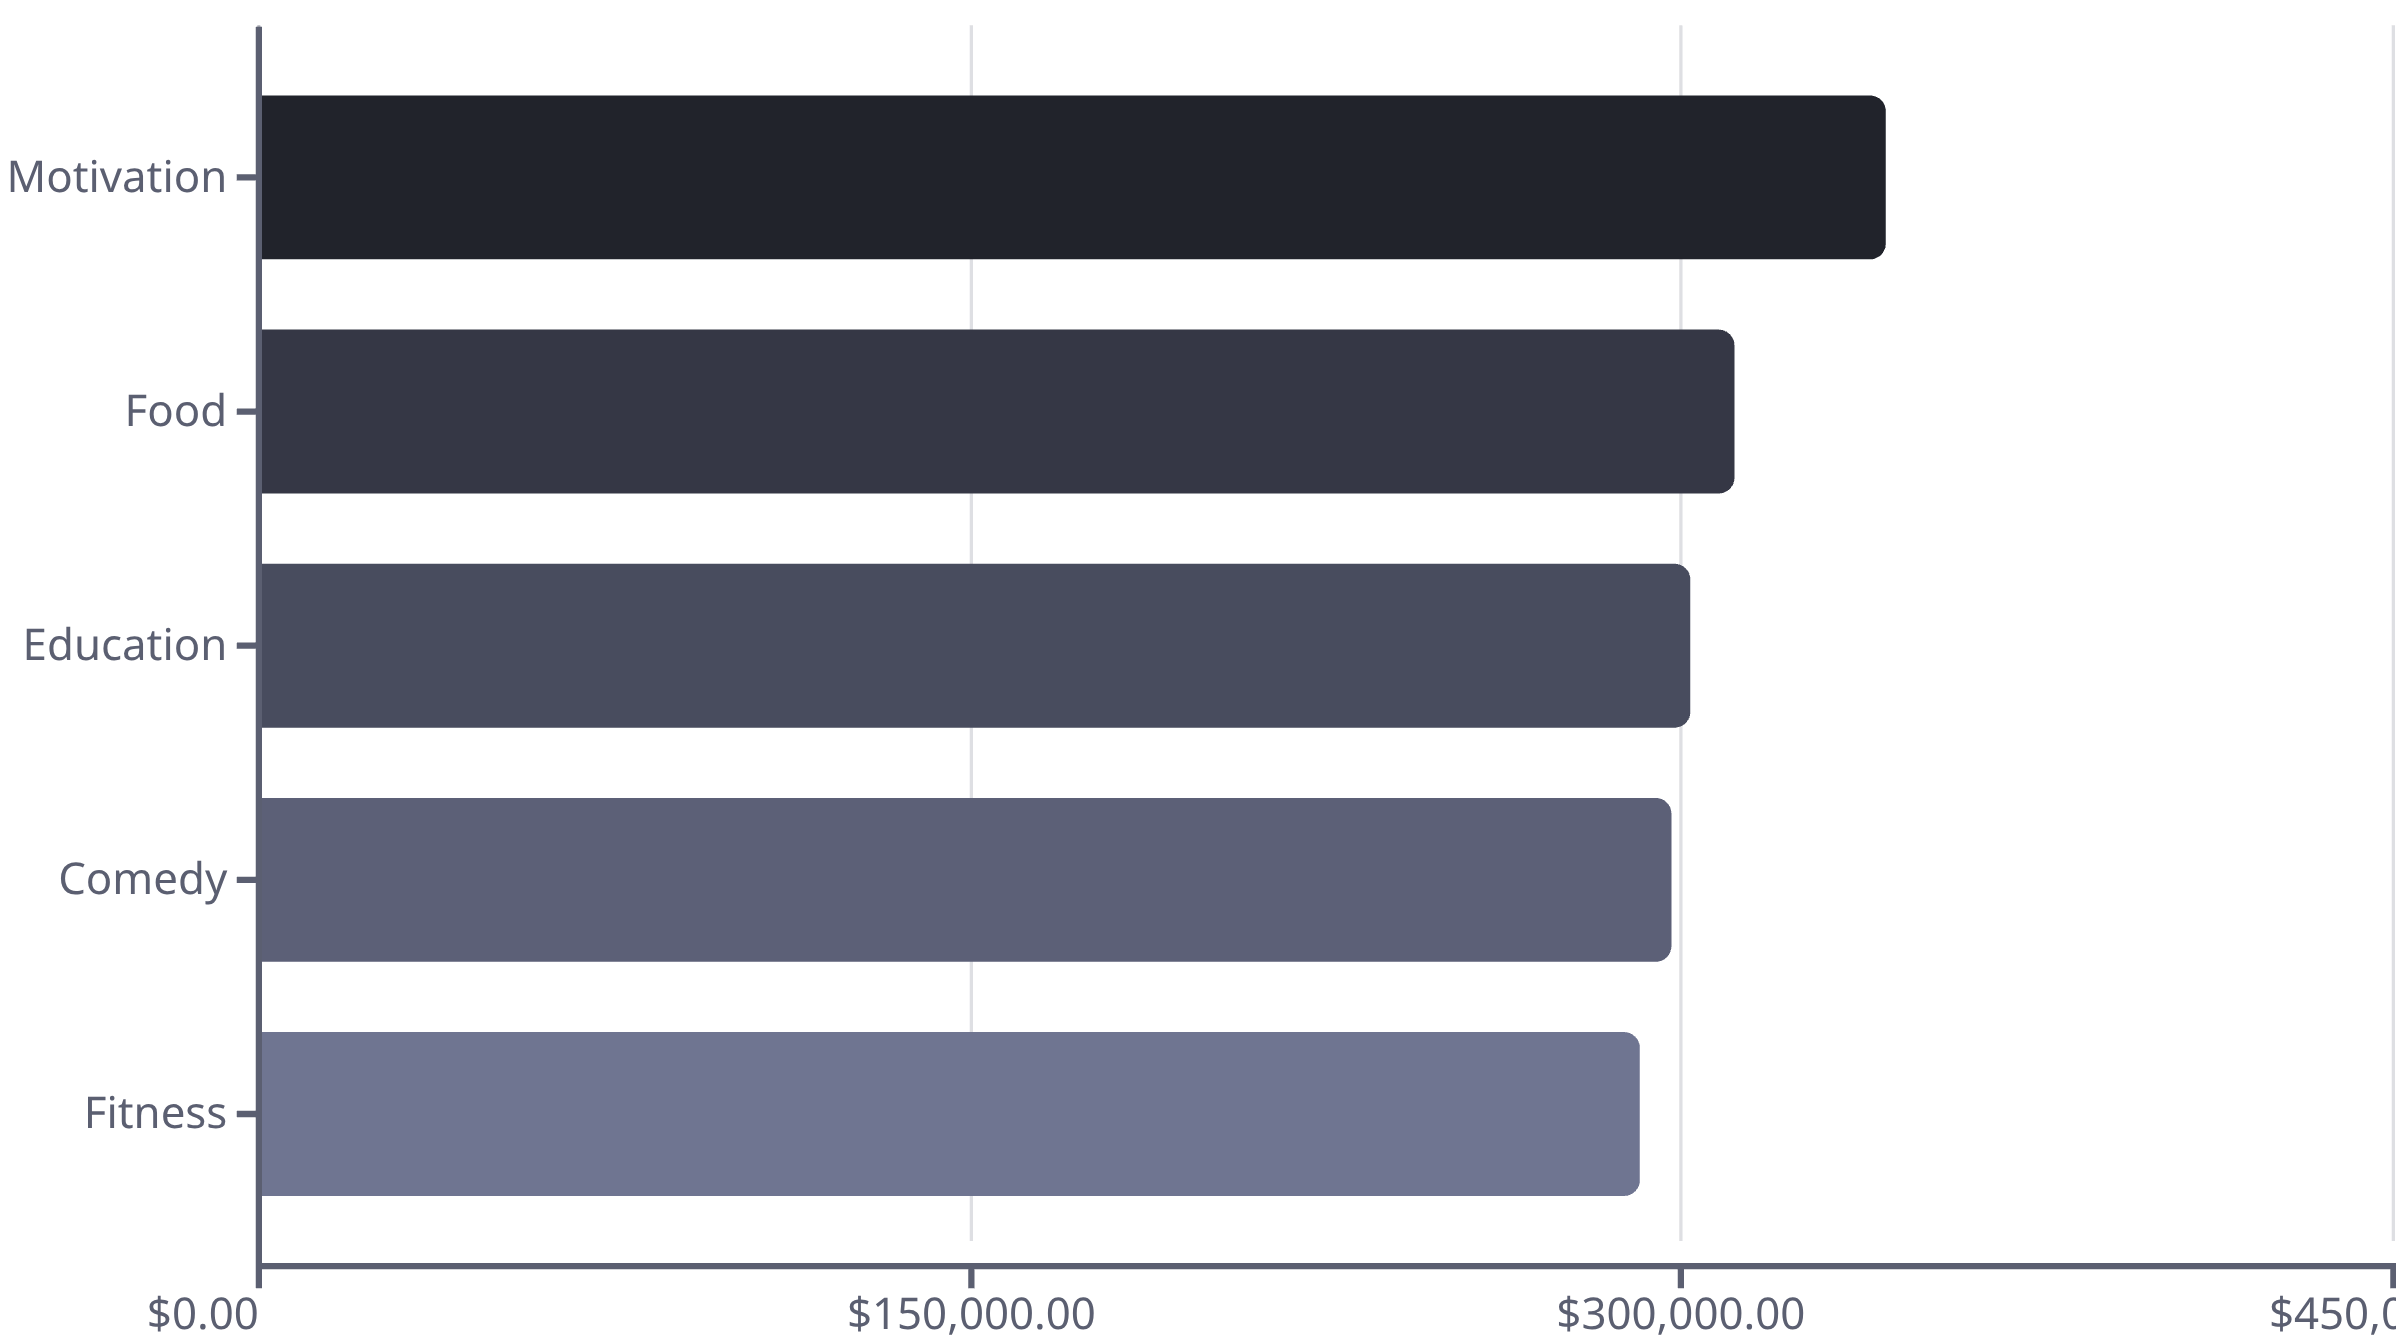 Motivation
Food
Education
Comedy
Fitness
$0.00 $150,000.00 $300,000.00